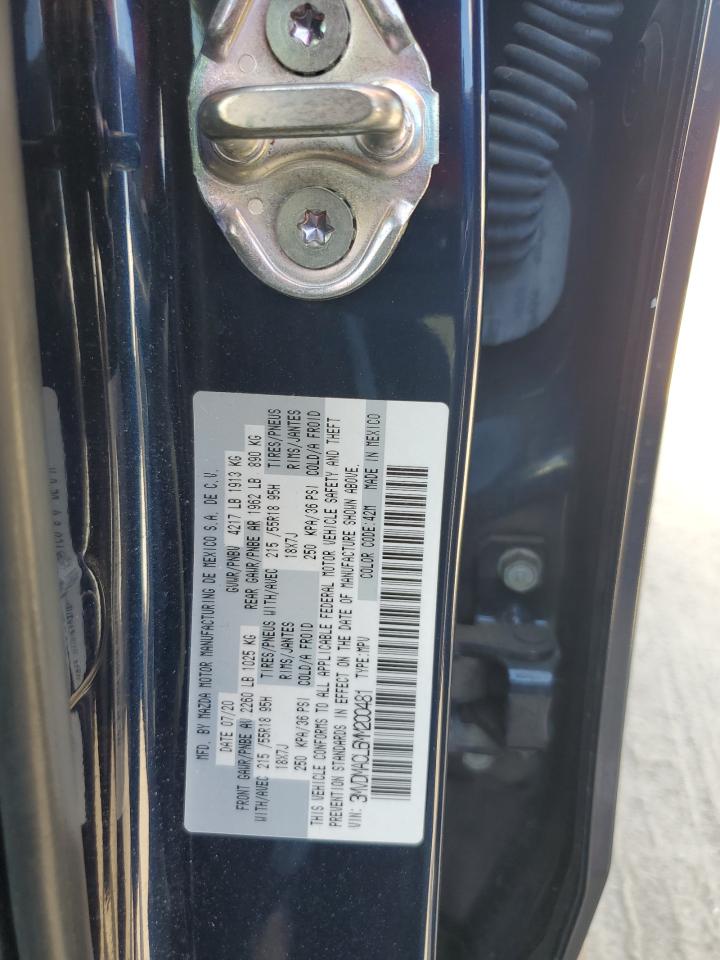 MFD. BY MAZDA MOTOR MANUFACTURING DE MEXICO S.A. DE C.V.
DATE 07/20 GVWR/PNBV 4217 LB 1913 KG
FRONT GAWR/PNBE AV 2260 LB 1025 KG REAR GAWR/PNBE AR 1962 LB 890 KG
WITH/AVEC 215 /55R18 95H TIRES/PNEUS WITH/AVEC 215 /55R18 95H TIRES/PNEUS
18X7J RIMS/JANTES 18X7J RIMS/JANTES
250 KPA/36 PSI COLD/A FROID 250 KPA/36 PSI COLD/A FROID
THIS VEHICLE CONFORMS TO ALL APPLICABLE FEDERAL MOTOR VEHICLE SAFETY AND THEFT
PREVENTION STANDARDS IN EFFECT ON THE DATE OF MANUFACTURE SHOWN ABOVE.
VIN: 3MVDMACL6MM200481 TYPE:MPV COLOR CODE:42M MADE IN MEXICO